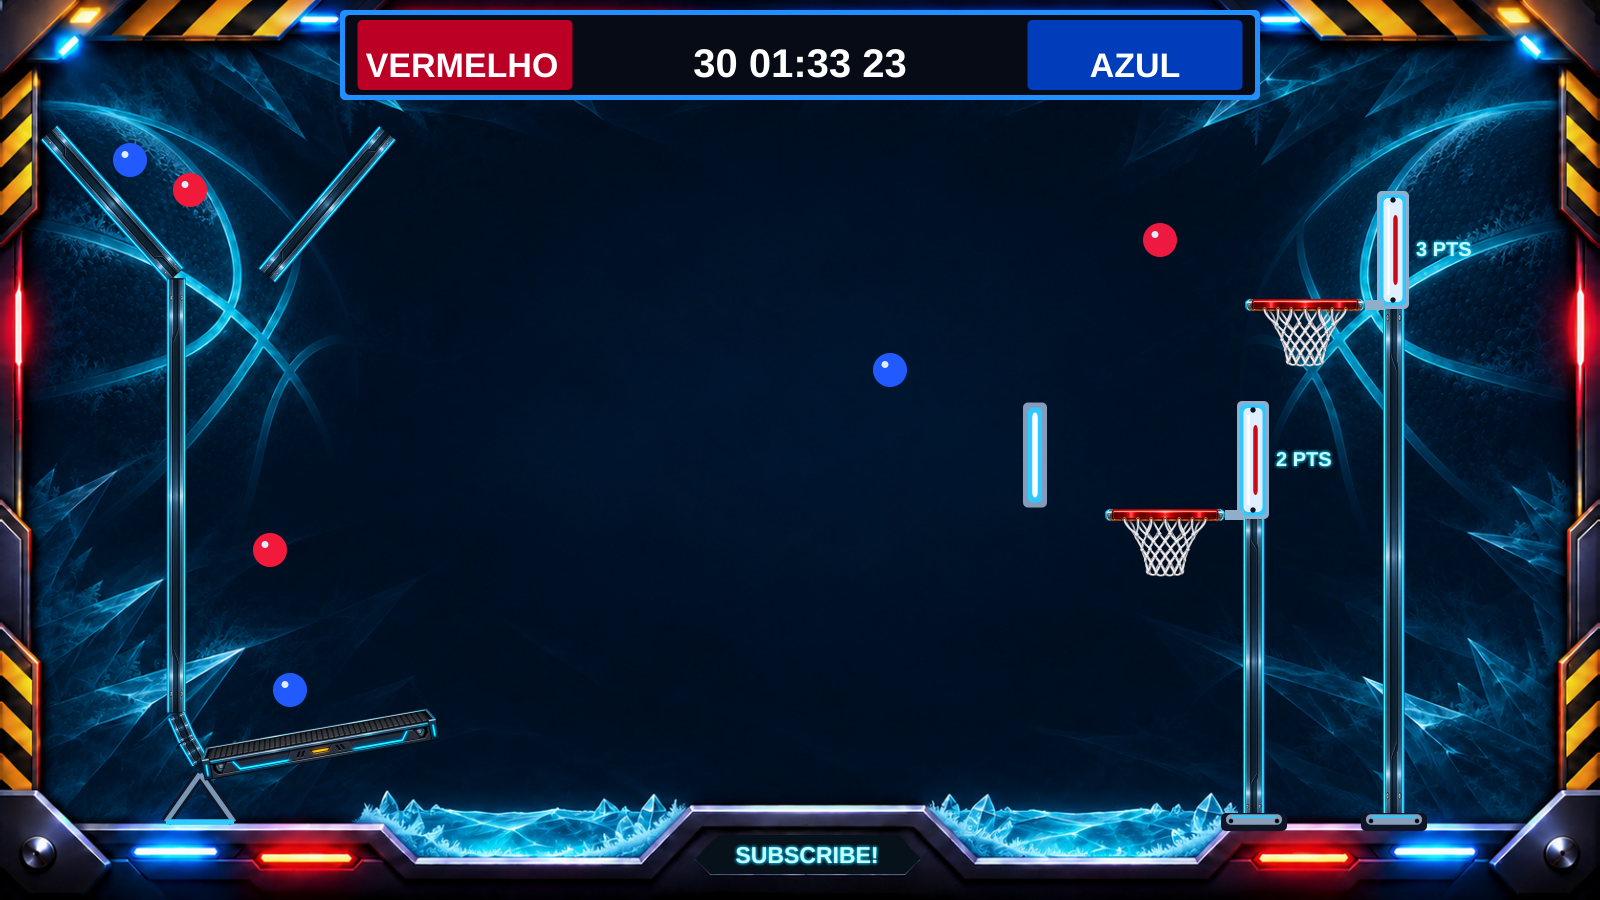 VERMELHO
30 01:33 23
AZUL
3 PTS
2 PTS
SUBSCRIBE!